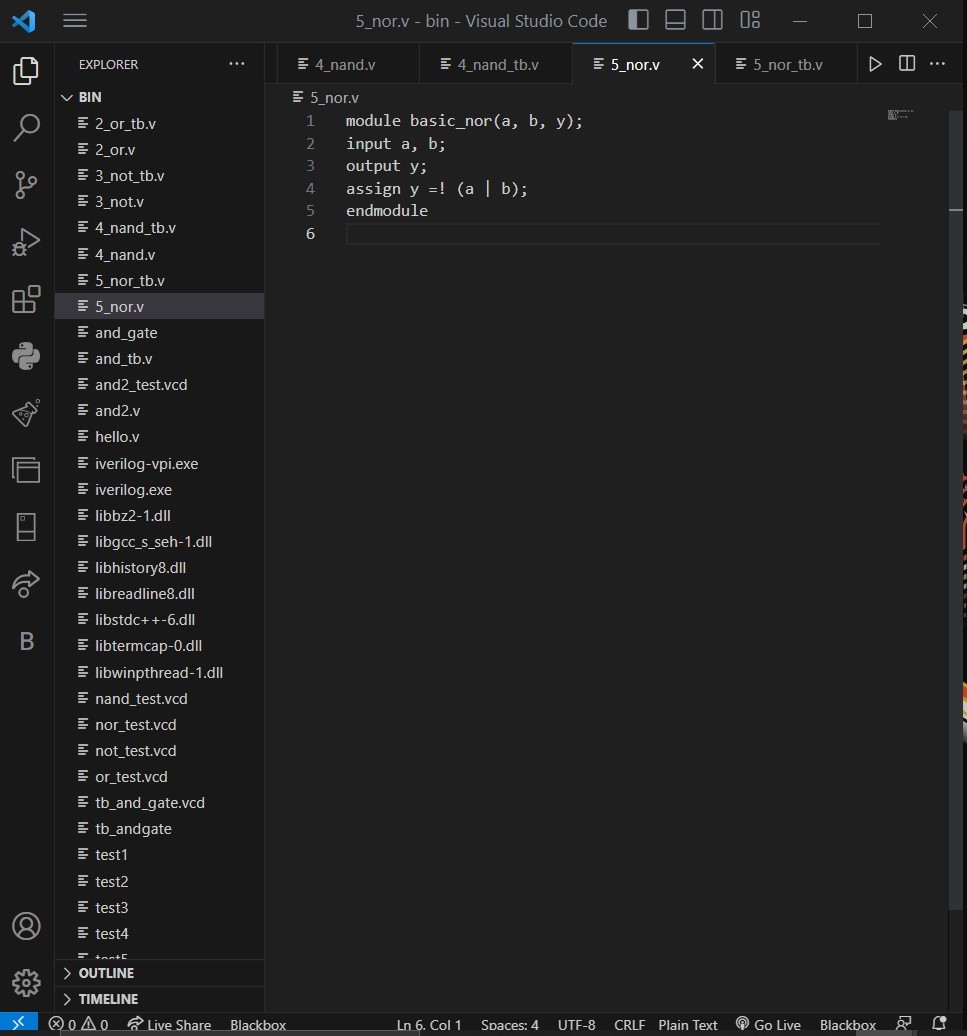 5_nor.v - bin - Visual Studio Code
EXPLORER
4_nand.v
4_nand_tb.v
5_nor.v
5_nor_tb.v
BIN
2_or_tb.v
2_or.v
3_not_tb.v
3_not.v
4_nand_tb.v
4_nand.v
5_nor_tb.v
5_nor.v
and_gate
and_tb.v
and2_test.vcd
and2.v
hello.v
iverilog-vpi.exe
iverilog.exe
libbz2-1.dll
libgcc_s_seh-1.dll
libhistory8.dll
libreadline8.dll
libstdc++-6.dll
libtermcap-0.dll
libwinpthread-1.dll
nand_test.vcd
nor_test.vcd
not_test.vcd
or_test.vcd
tb_and_gate.vcd
tb_andgate
test1
test2
test3
test4
test5
OUTLINE
TIMELINE
5_nor.v
1 module basic_nor(a, b, y);
2 input a, b;
3 output y;
4 assign y =! (a | b);
5 endmodule
6
B
0 0 Live Share Blackbox Ln 6, Col 1 Spaces: 4 UTF-8 CRLF Plain Text Go Live Blackbox